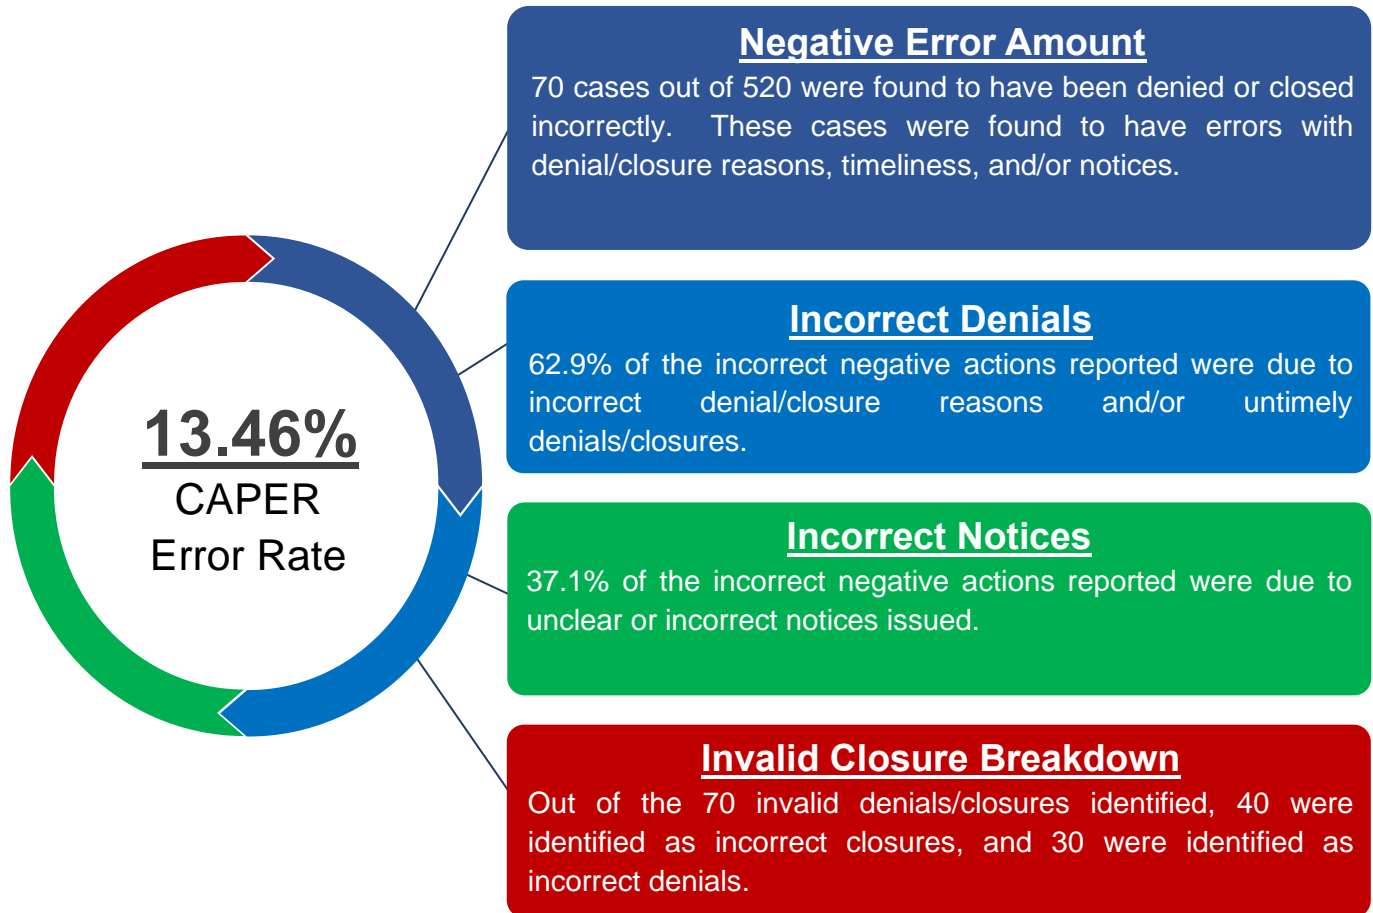 Negative Error Amount
70 cases out of 520 were found to have been denied or closed
incorrectly. These cases were found to have errors with
denial/closure reasons, timeliness, and/or notices.
Incorrect Denials
62.9% of the incorrect negative actions reported were due to
incorrect denial/closure reasons and/or untimely
denials/closures.
13.46%
CAPER
Error Rate
Incorrect Notices
37.1% of the incorrect negative actions reported were due to
unclear or incorrect notices issued.
Invalid Closure Breakdown
Out of the 70 invalid denials/closures identified, 40 were
identified as incorrect closures, and 30 were identified as
incorrect denials.